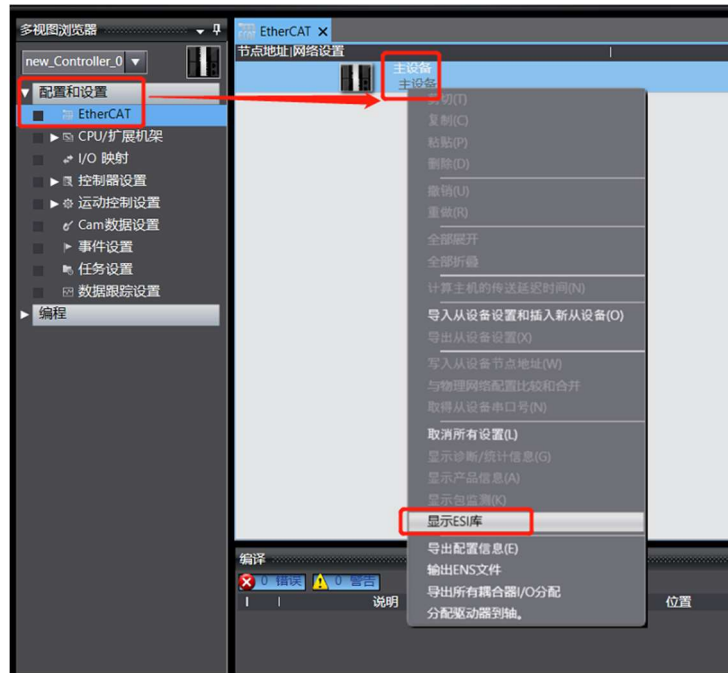 多视图浏览器
EtherCAT
new_Controller_0
节点地址|网络设置
主设备
主设备
配置和设置
EtherCAT
CPU/扩展机架
I/O 映射
控制器设置
运动控制设置
Cam数据设置
事件设置
任务设置
数据跟踪设置
编程
剪切(T)
复制(C)
粘贴(P)
删除(D)
撤销(U)
重做(R)
全部展开
全部折叠
计算主机的传送延迟时间(N)
导入从设备设置和插入新从设备(O)
导出从设备设置(X)
写入从设备节点地址(W)
与物理网络配置比较和合并
取得从设备串口号(N)
取消所有设置(L)
显示诊断/统计信息(G)
显示产品信息(A)
显示包监测(K)
显示ESI库
导出配置信息(E)
输出ENS文件
导出所有耦合器I/O分配
分配驱动器到轴。
编译
0 错误 0 警告
说明 位置